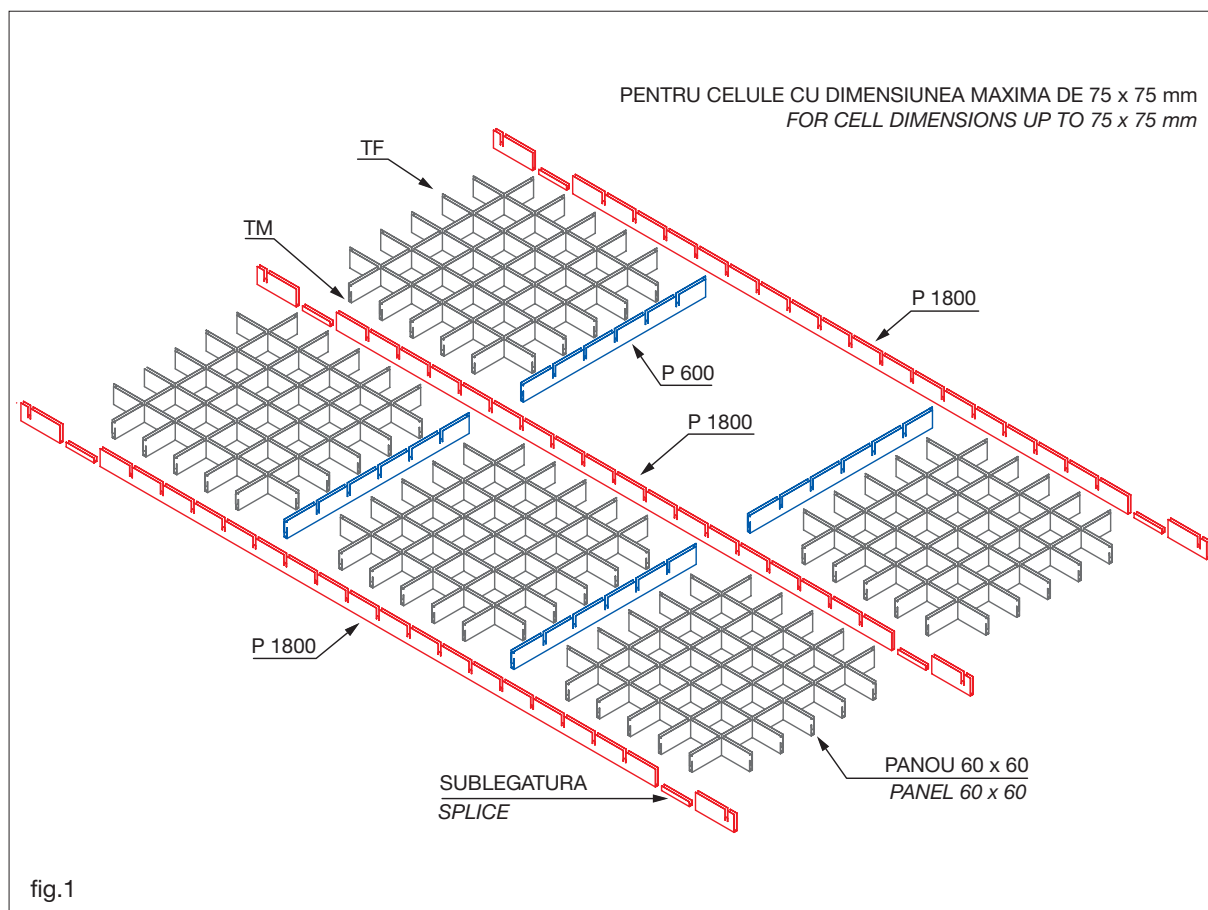 PENTRU CELULE CU DIMENSIUNEA MAXIMA DE 75 x 75 mm
FOR CELL DIMENSIONS UP TO 75 x 75 mm
TF
TM
P 1800
P 600
P 1800
P 1800
SUBLEGATURA
SPLICE
PANOU 60 x 60
PANEL 60 x 60
fig.1